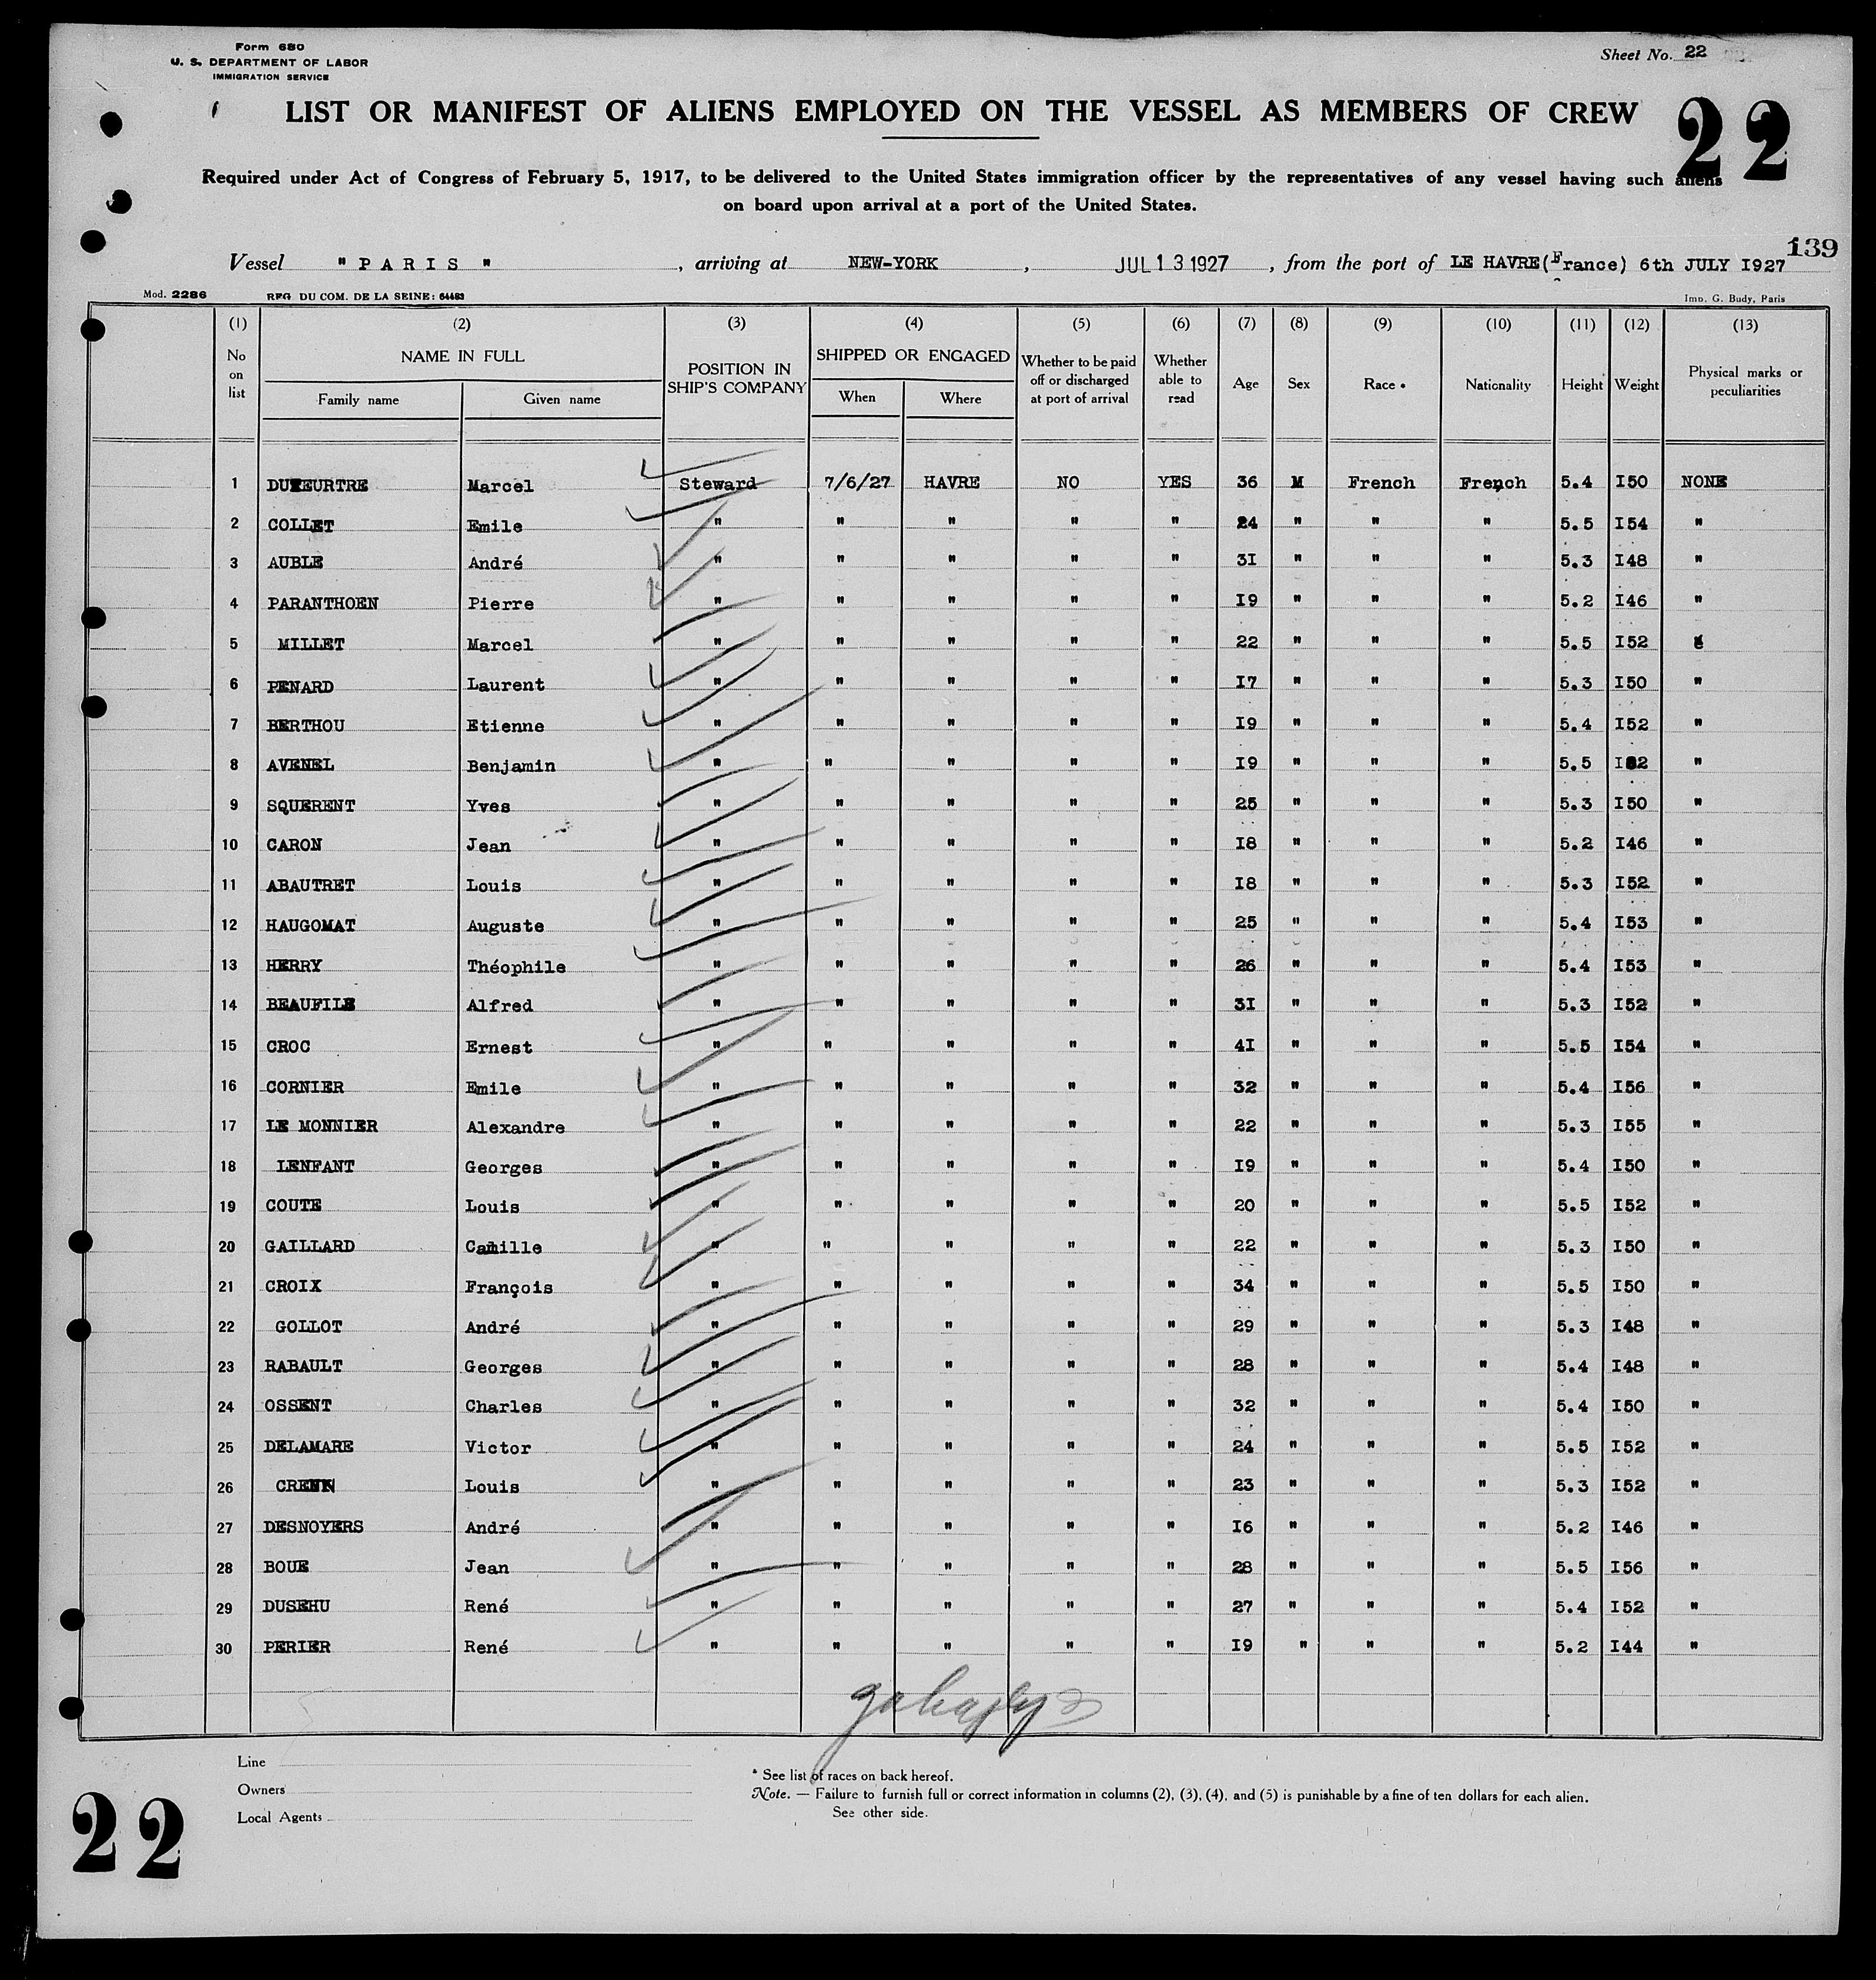 Form 680
U. S. DEPARTMENT OF LABOR
IMMIGRATION SERVICE
Sheet No. 22
LIST OR MANIFEST OF ALIENS EMPLOYED ON THE VESSEL AS MEMBERS OF CREW
22
Required under Act of Congress of February 5, 1917, to be delivered to the United States immigration officer by the representatives of any vessel having such aliens
on board upon arrival at a port of the United States.
139
Vessel "PARIS", arriving at NEW-YORK, JUL 13 1927, from the port of LE HAVRE(France) 6th JULY I927
Mod. 2286 REG DU COM. DE LA SEINE: 64483 Imp. G. Budy, Paris
(1) (2) (3) (4) (5) (6) (7) (8) (9) (10) (11) (12) (13)
No on list NAME IN FULL Family name Given name POSITION IN SHIP'S COMPANY SHIPPED OR ENGAGED When Where Whether to be paid off or discharged at port of arrival Whether able to read Age Sex Race * Nationality Height Weight Physical marks or peculiarities
1 Marcel Steward 7/6/27 HAVRE NO YES 36 M French French 5.4 I50 NONE
2 COLLET Emile " " " " " 24 " " " 5.5 I54 "
3 AUBLE André " " " " " 3I " " " 5.3 I48 "
4 PARANTHOEN Pierre " " " " " I9 " " " 5.2 I46 "
5 MILLET Marcel " " " " " 22 " " " 5.5 I52
6 PENARD Laurent " " " " " I7 " " " 5.3 I50 "
7 BERTHOU Etienne " " " " " I9 " " " 5.4 I52 "
8 AVENEL Benjamin " " " " " I9 " " " 5.5 "
9 SQUERENT Yves " " " " " 25 " " " 5.3 I50 "
10 CARON Jean " " " " " I8 " " " 5.2 I46 "
11 ABAUTRET Louis " " " " " I8 " " " 5.3 I52 "
12 HAUGOMAT Auguste " " " " " 25 " " " 5.4 I53 "
13 HERRY Théophile " " " " " 26 " " " 5.4 I53 "
14 BEAUFILS Alfred " " " " " 3I " " " 5.3 I52 "
15 CROC Ernest " " " " " 4I " " " 5.5 I54 "
16 CORNIER Emile " " " " " 32 " " " 5.4 I56 "
17 LE MONNIER Alexandre " " " " " 22 " " " 5.3 I55 "
18 LENFANT Georges " " " " " I9 " " " 5.4 I50 "
19 COUTE Louis " " " " " 20 " " " 5.5 I52 "
20 GAILLARD Camille " " " " " 22 " " " 5.3 I50 "
21 CROIX François " " " " " 34 " " " 5.5 I50 "
22 GOLLOT André " " " " " 29 " " " 5.3 I48 "
23 RABAULT Georges " " " " " 28 " " " 5.4 I48 "
24 OSSENT Charles " " " " " 32 " " " 5.4 I50 "
25 DELAMARE Victor " " " " " 24 " " " 5.5 I52 "
26 Louis " " " " " 23 " " " 5.3 I52 "
27 DESNOYERS André " " " " " I6 " " " 5.2 I46 "
28 BOUE Jean " " " " " 28 " " " 5.5 I56 "
29 DUSEHU René " " " " " 27 " " " 5.4 I52 "
30 PERIER René " " " " " I9 " " " 5.2 I44 "
Line
Owners
Local Agents
* See list of races on back hereof.
Note. — Failure to furnish full or correct information in columns (2), (3), (4), and (5) is punishable by a fine of ten dollars for each alien.
See other side.
22